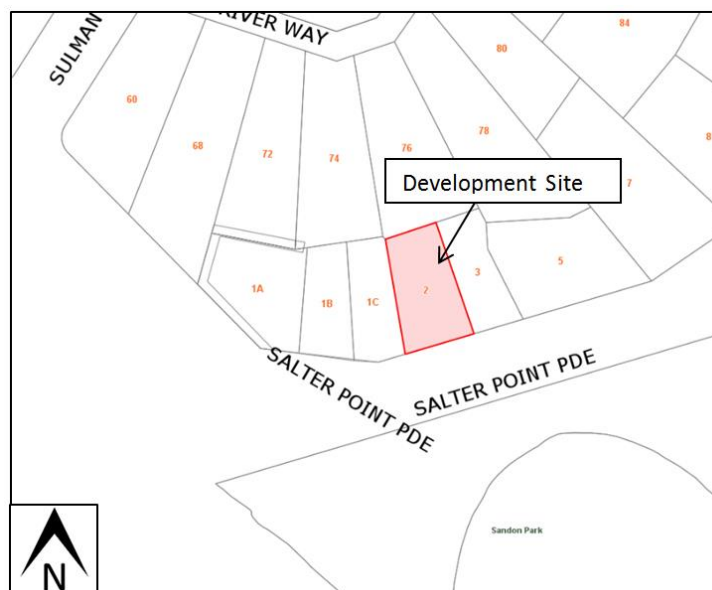 RIVER WAY
SULMAN
84
80
60
68
72
74
76
78
8
7
Development Site
1A
1B
1C
2
3
5
SALTER POINT PDE
SALTER POINT PDE
Sandon Park
N